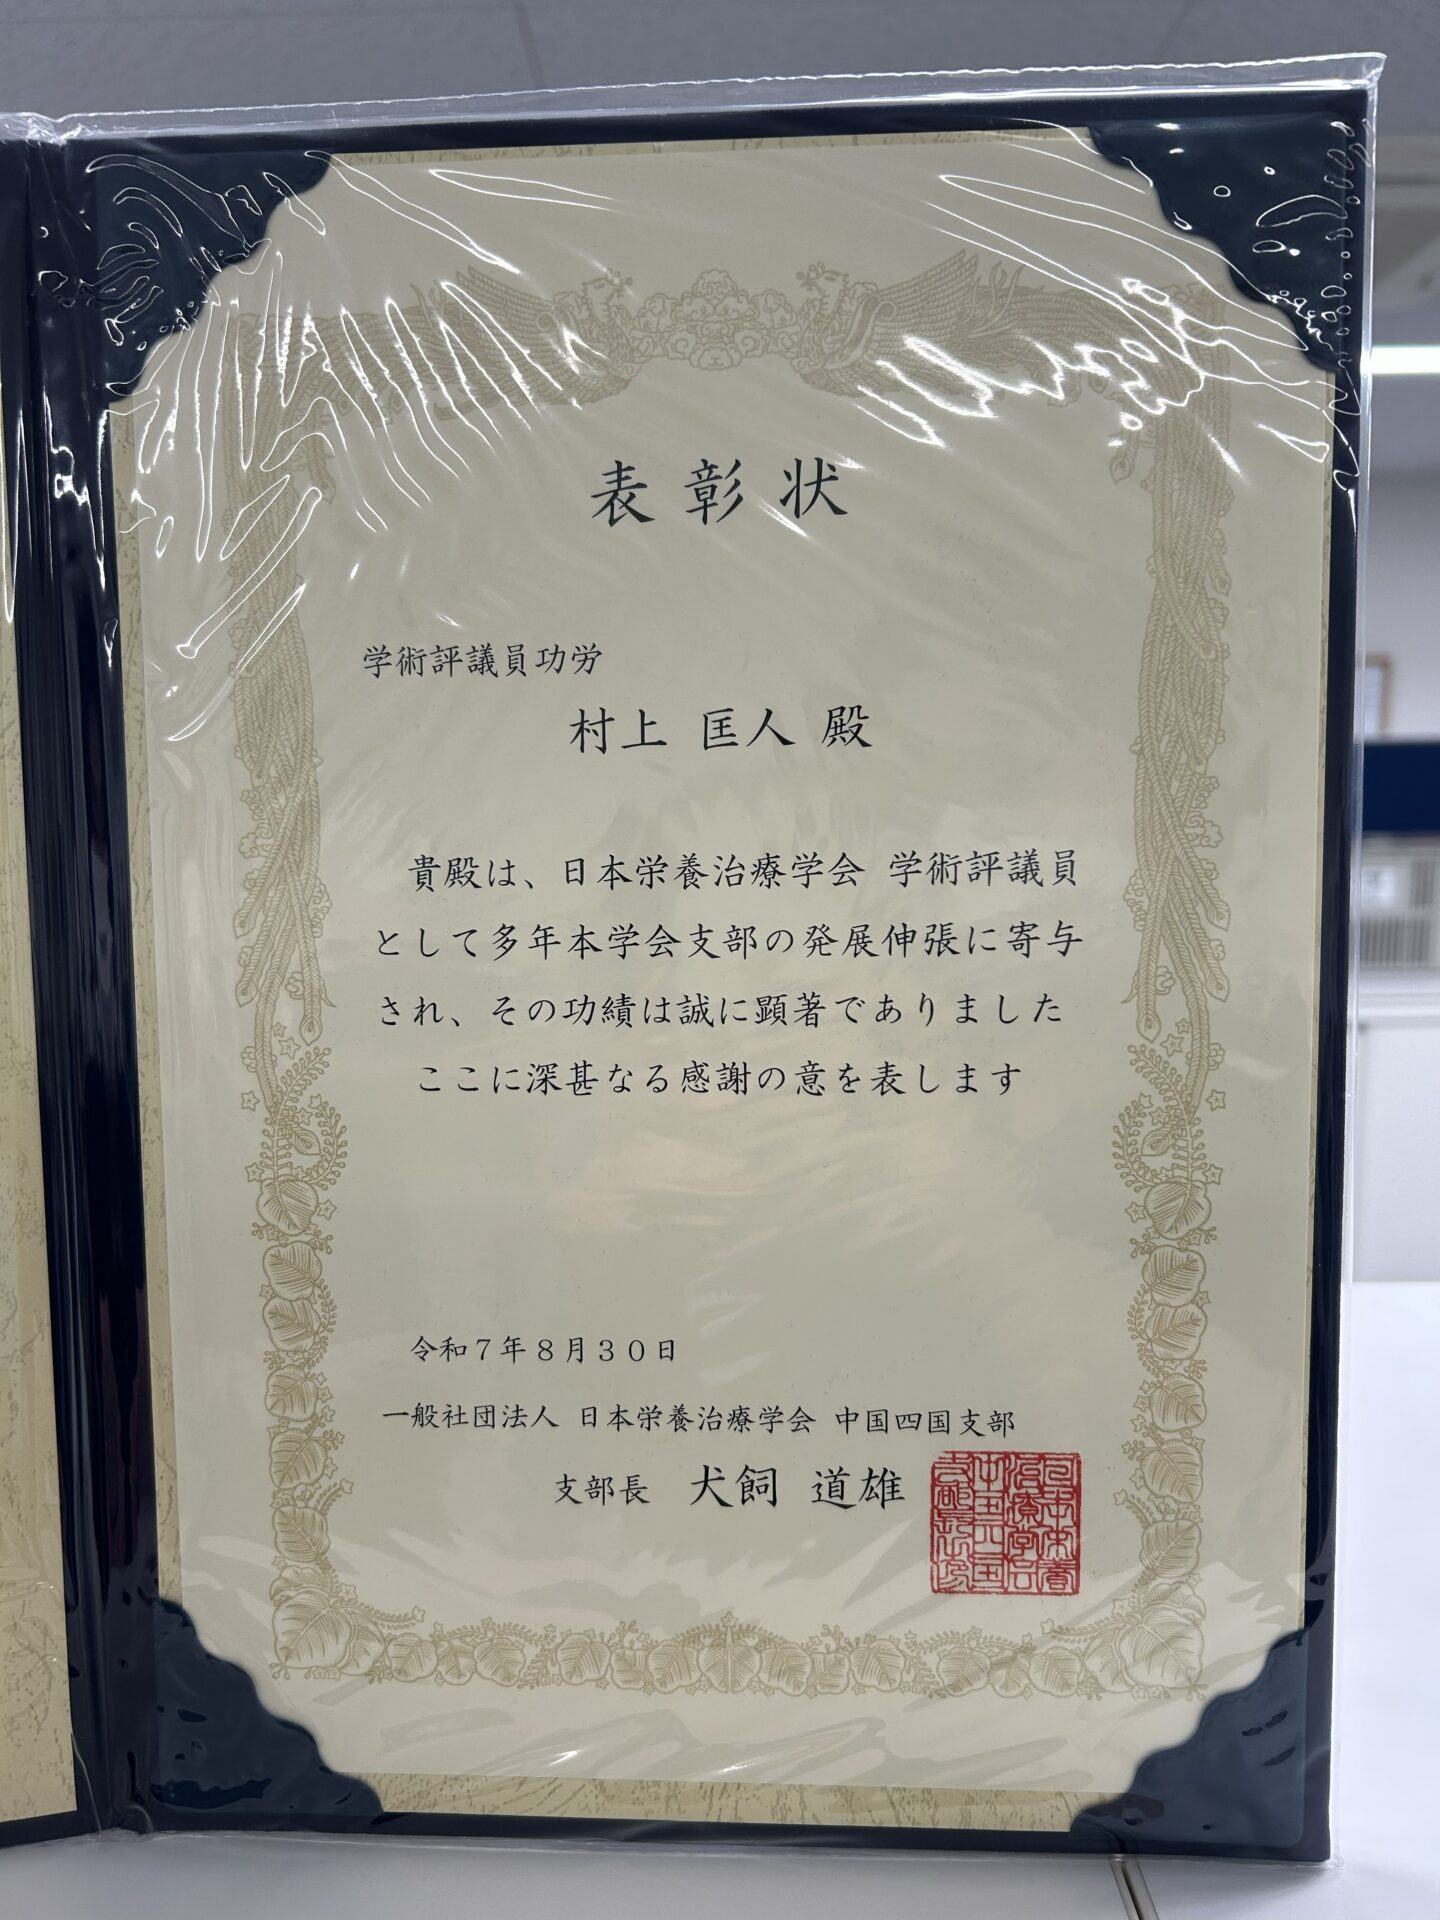 表彰状
学術評議員功労
村上 匡人 殿
貴殿は、日本栄養治療学会 学術評議員
として多年本学会支部の発展伸張に寄与
され、その功績は誠に顕著でありました
ここに深甚なる感謝の意を表します
令和７年８月３０日
一般社団法人 日本栄養治療学会 中国四国支部
支部長 犬飼 道雄